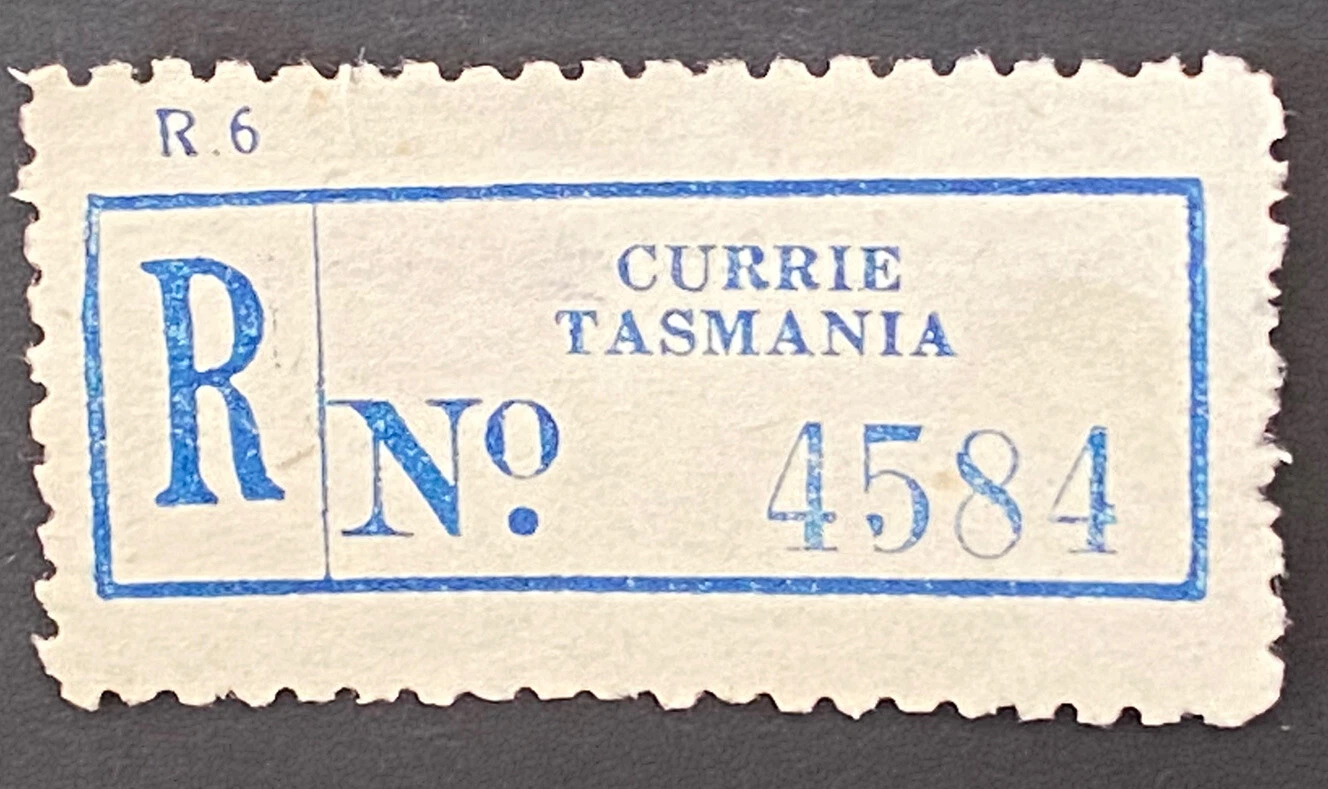 R.6
R
CURRIE
TASMANIA
Nº. 4584